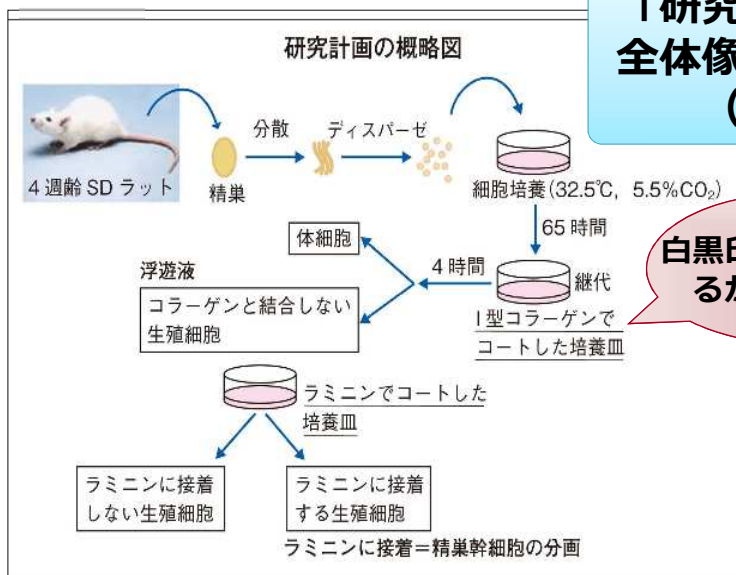 「研究
全体像
（
研究計画の概略図
4週齢 SD ラット
精巣
分散
ディスパーゼ
細胞培養(32.5℃, 5.5%CO₂)
65 時間
体細胞
4 時間
継代
浮遊液
コラーゲンと結合しない
生殖細胞
I 型コラーゲンで
コートした培養皿
白黒
るか
ラミニンでコートした
培養皿
ラミニンに接着
しない生殖細胞
ラミニンに接着
する生殖細胞
ラミニンに接着＝精巣幹細胞の分画